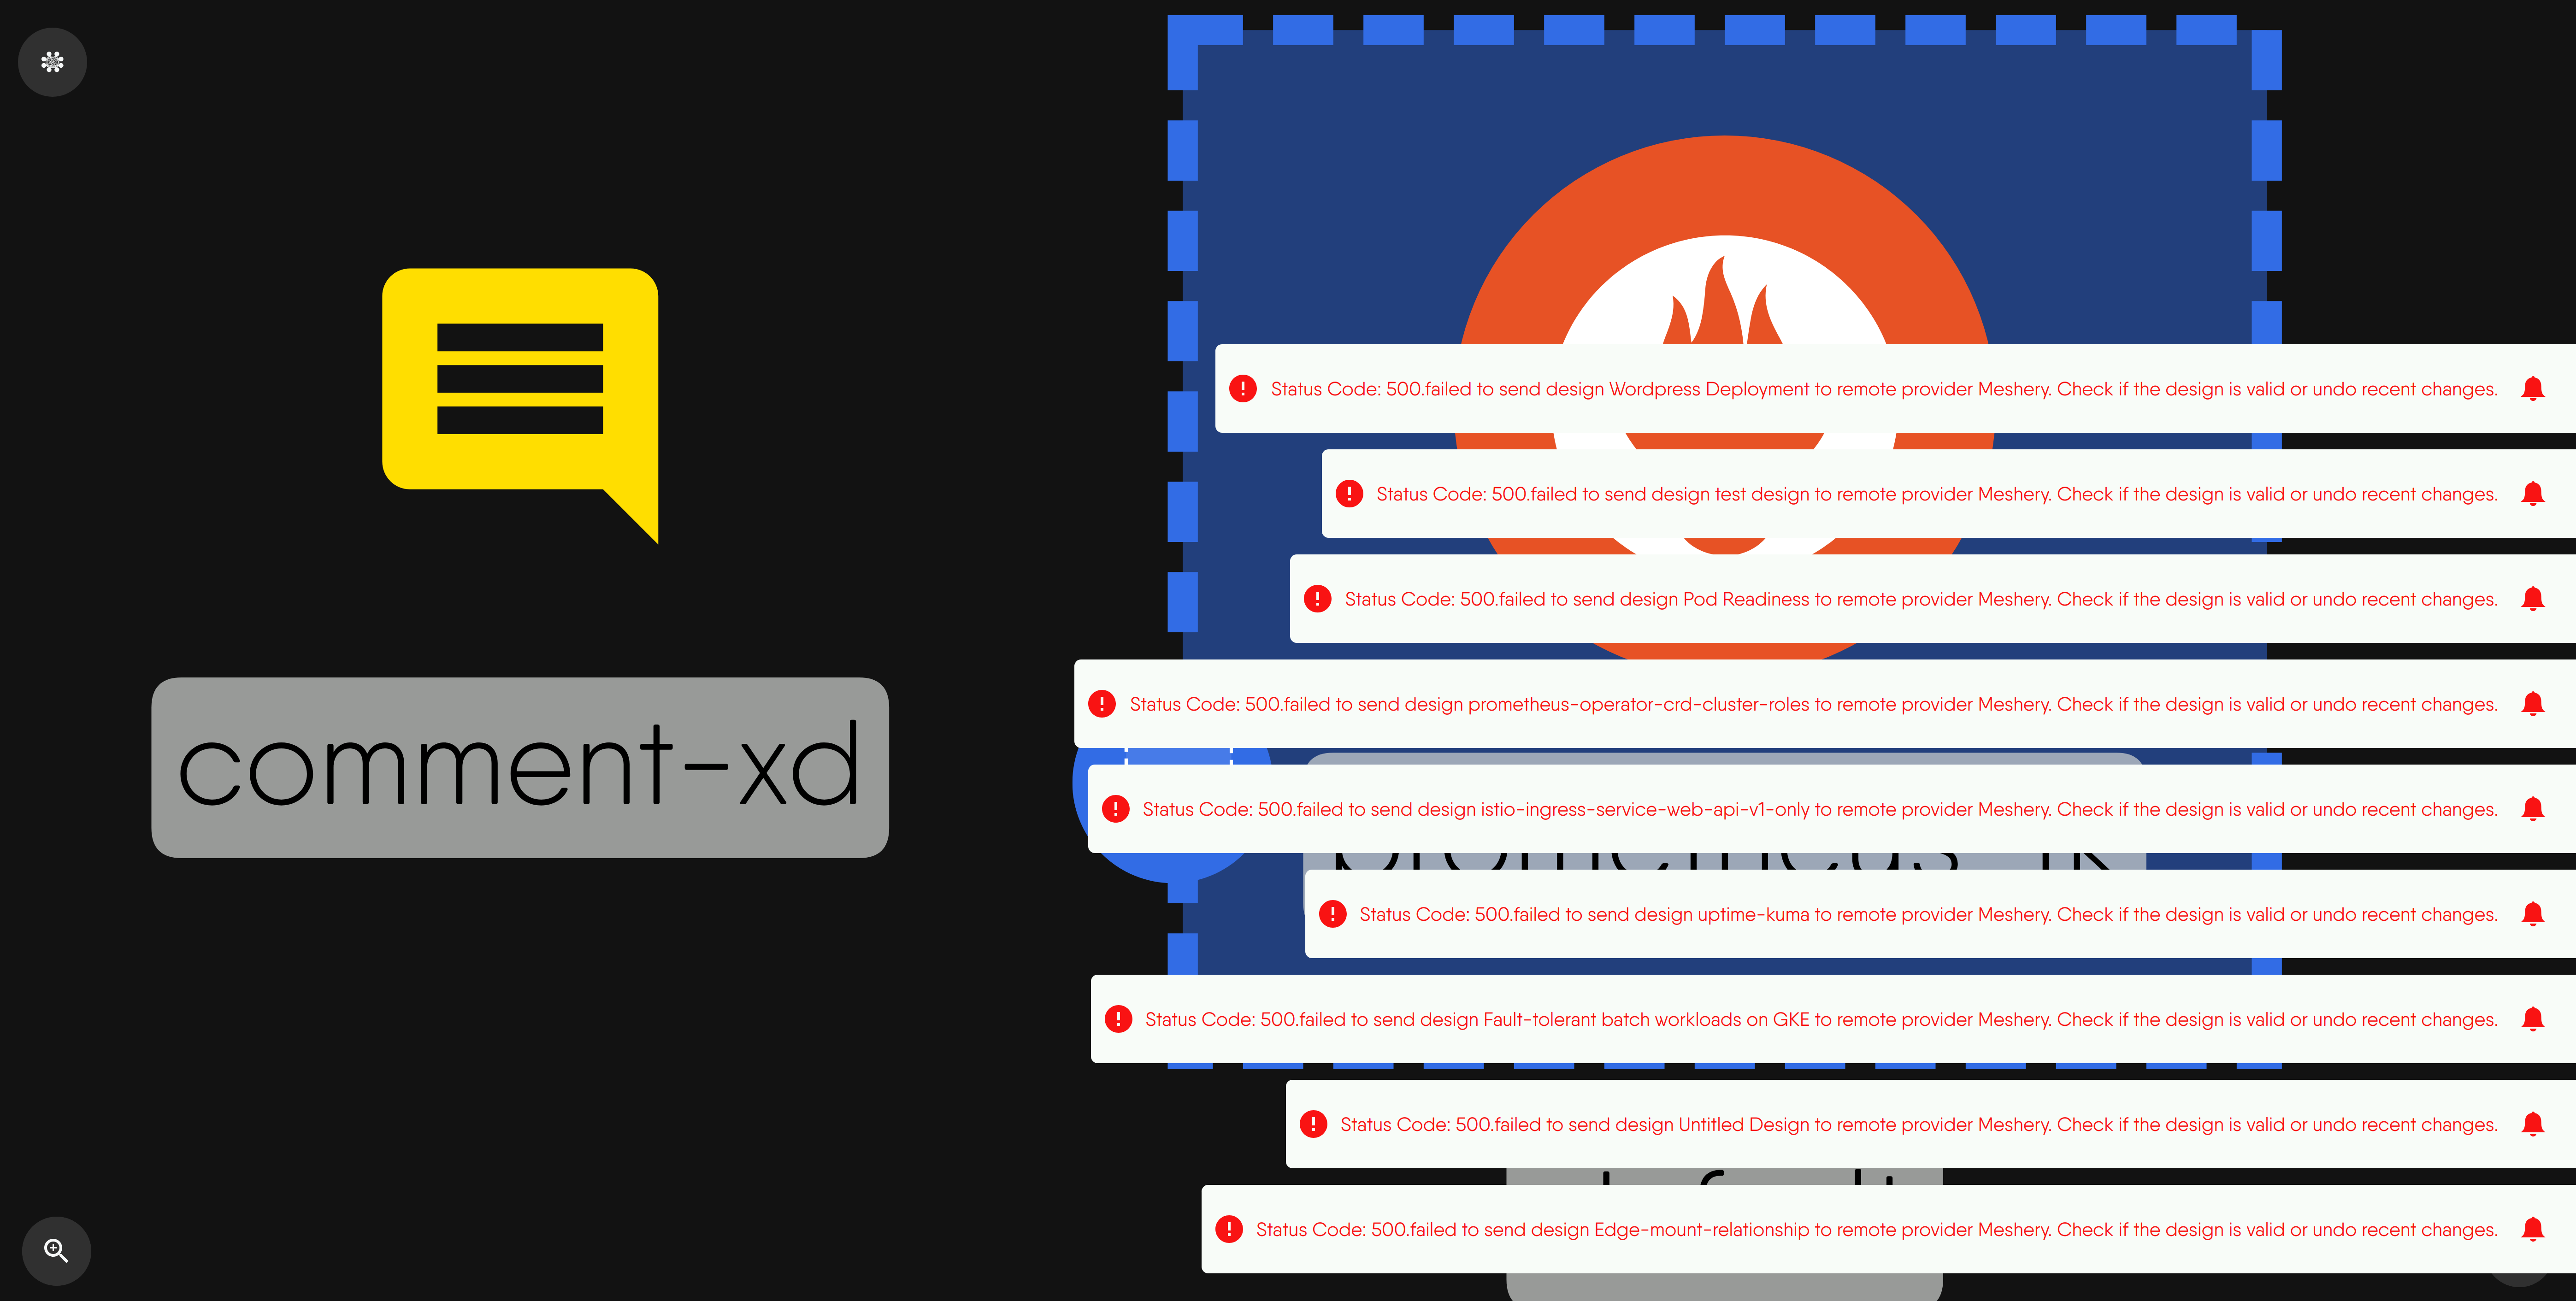 Status Code: 500.failed to send design Wordpress Deployment to remote provider Meshery. Check if the design is valid or undo recent changes.
Status Code: 500.failed to send design test design to remote provider Meshery. Check if the design is valid or undo recent changes.
Status Code: 500.failed to send design Pod Readiness to remote provider Meshery. Check if the design is valid or undo recent changes.
Status Code: 500.failed to send design prometheus-operator-crd-cluster-roles to remote provider Meshery. Check if the design is valid or undo recent changes.
comment-xd
Status Code: 500.failed to send design istio-ingress-service-web-api-v1-only to remote provider Meshery. Check if the design is valid or undo recent changes.
Status Code: 500.failed to send design uptime-kuma to remote provider Meshery. Check if the design is valid or undo recent changes.
Status Code: 500.failed to send design Fault-tolerant batch workloads on GKE to remote provider Meshery. Check if the design is valid or undo recent changes.
Status Code: 500.failed to send design Untitled Design to remote provider Meshery. Check if the design is valid or undo recent changes.
Status Code: 500.failed to send design Edge-mount-relationship to remote provider Meshery. Check if the design is valid or undo recent changes.